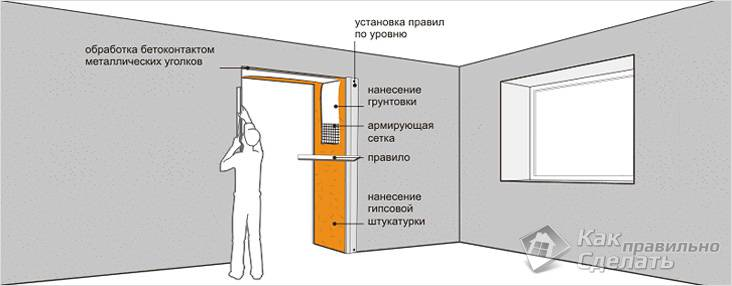 установка правил
по уровню
обработка бетоконтактом
металлических уголков
нанесение
грунтовки
армирующая
сетка
правило
нанесение
гипсовой
штукатурки
Как
правильно
Сделать